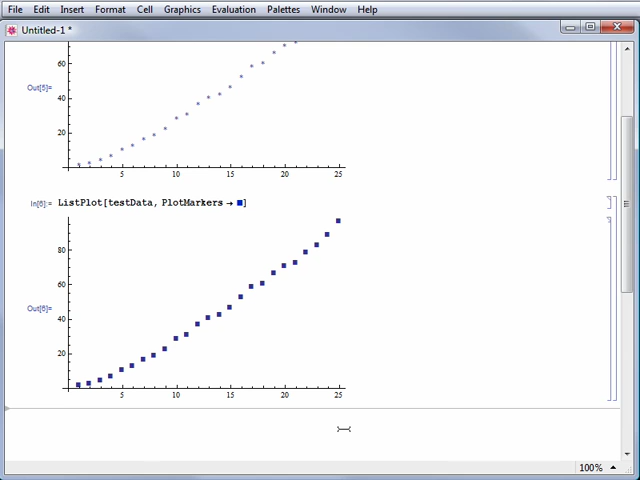 File Edit Insert Format Cell Graphics Evaluation Palettes Window Help
Untitled-1 *
60
40
20
Out[5]=
5 10 15 20 25
In[6]:= ListPlot[testData, PlotMarkers → ■]
80
60
40
20
Out[6]=
5 10 15 20 25
100%